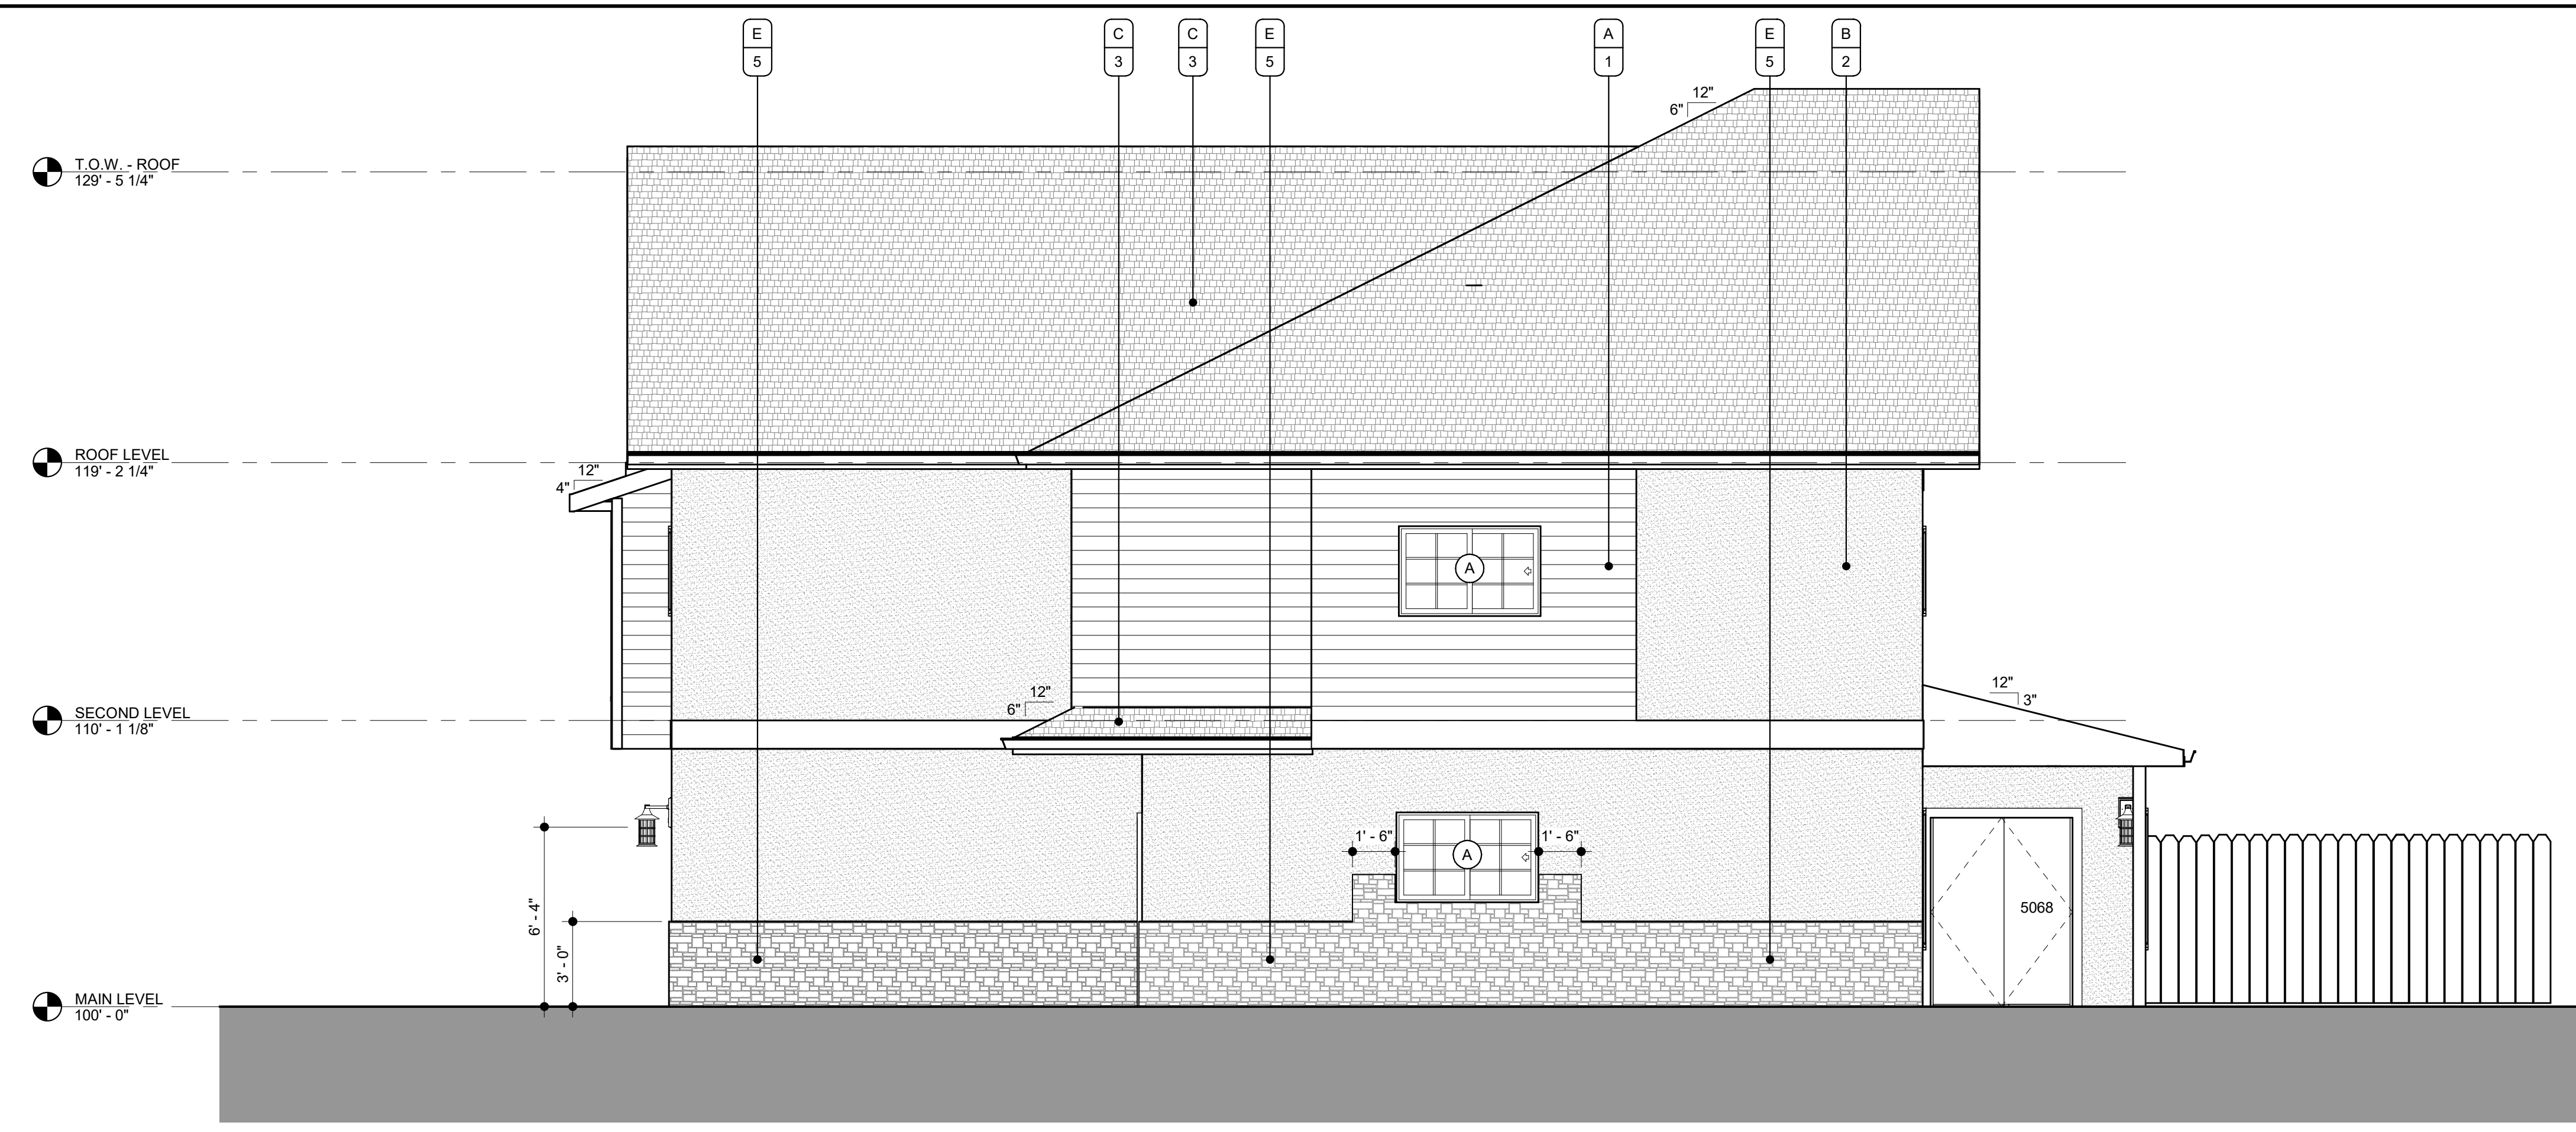 E
5
C
3
C
3
E
5
A
1
E
5
B
2
12"
6"
T.O.W. - ROOF
129' - 5 1/4"
ROOF LEVEL
119' - 2 1/4"
12"
4"
A
12"
6"
12"
3"
SECOND LEVEL
110' - 1 1/8"
1' - 6"
1' - 6"
A
6' - 4"
3' - 0"
5068
MAIN LEVEL
100' - 0"